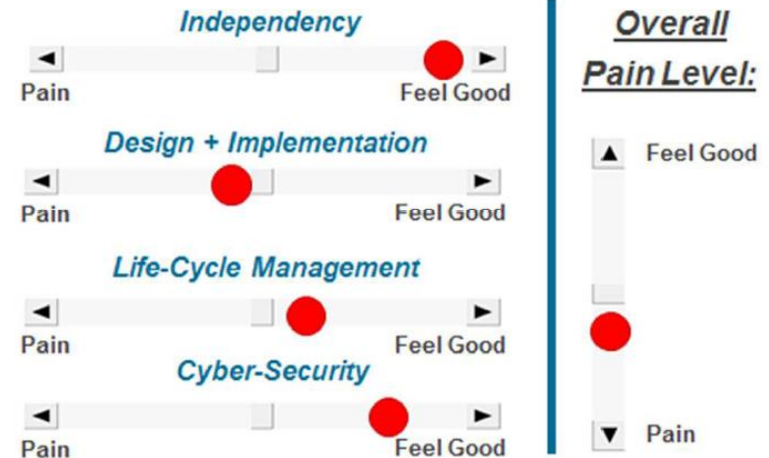 Independency
Pain
Feel Good
Design + Implementation
Pain
Feel Good
Life-Cycle Management
Pain
Feel Good
Cyber-Security
Pain
Feel Good
Overall
Pain Level:
Feel Good
Pain